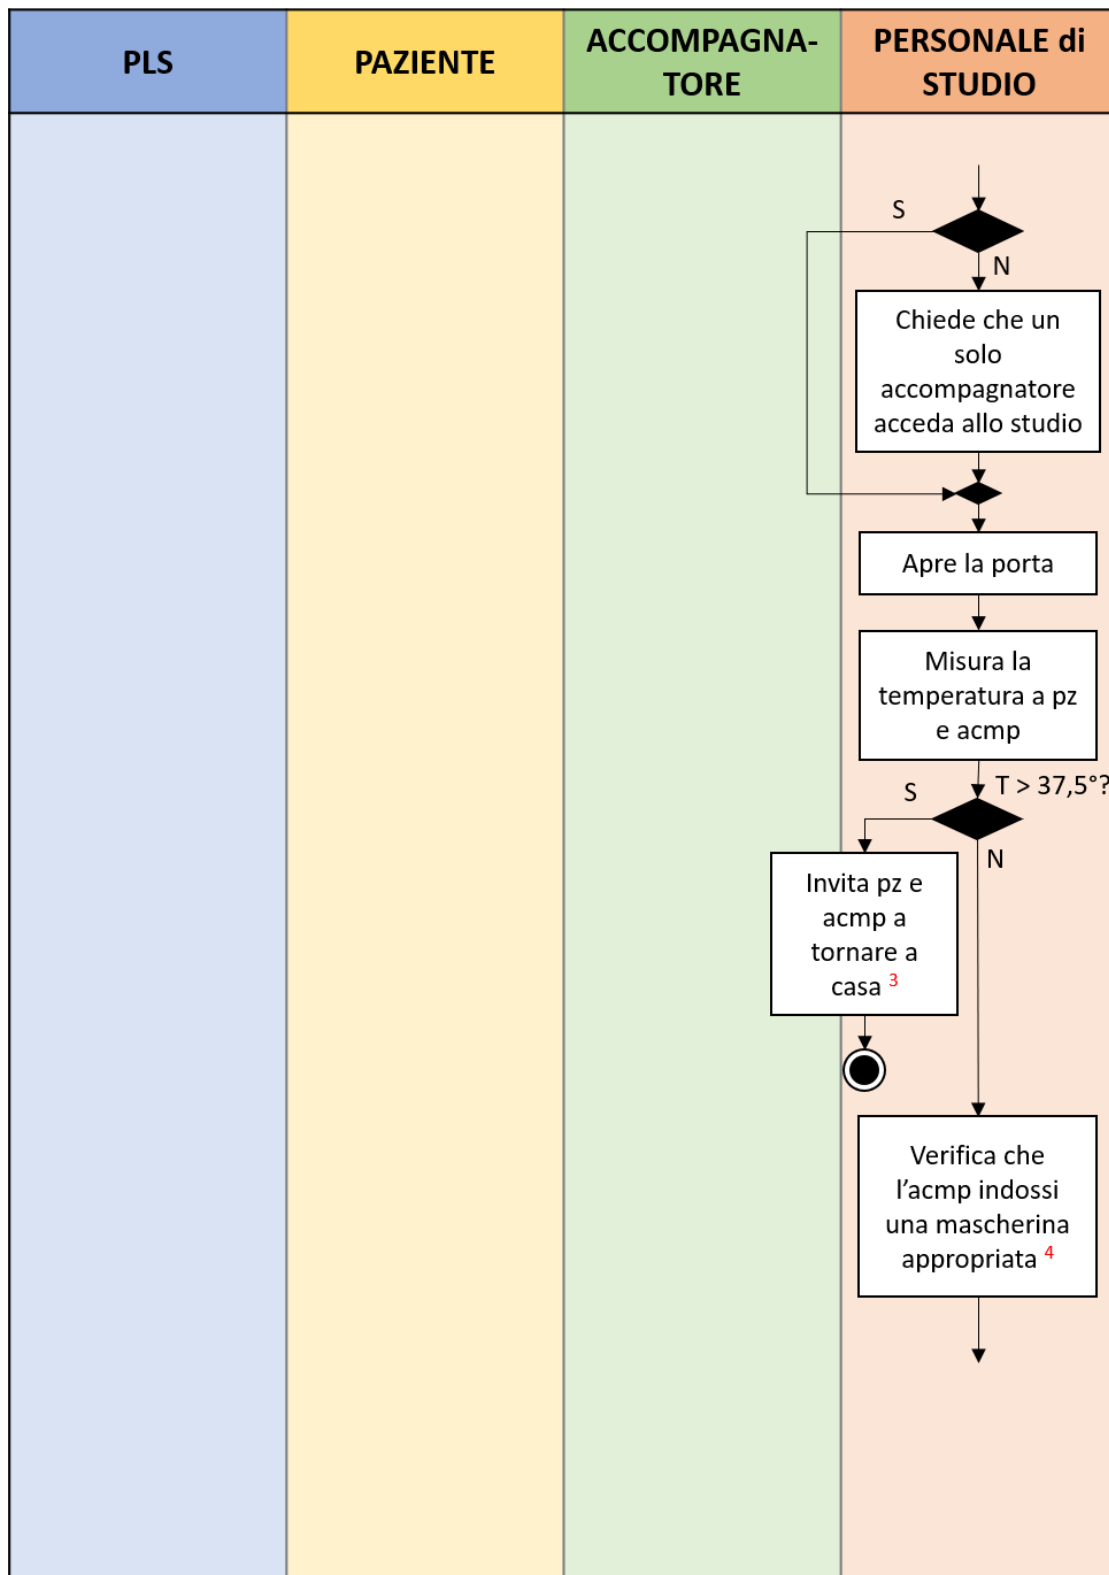 PLS
PAZIENTE
ACCOMPAGNA-
TORE
PERSONALE di
STUDIO
S
N
Chiede che un
solo
accompagnatore
acceda allo studio
Apre la porta
Misura la
temperatura a pz
e acmp
T > 37,5°?
S
N
Invita pz e
acmp a
tornare a
casa 3
Verifica che
l'acmp indossi
una mascherina
appropriata 4